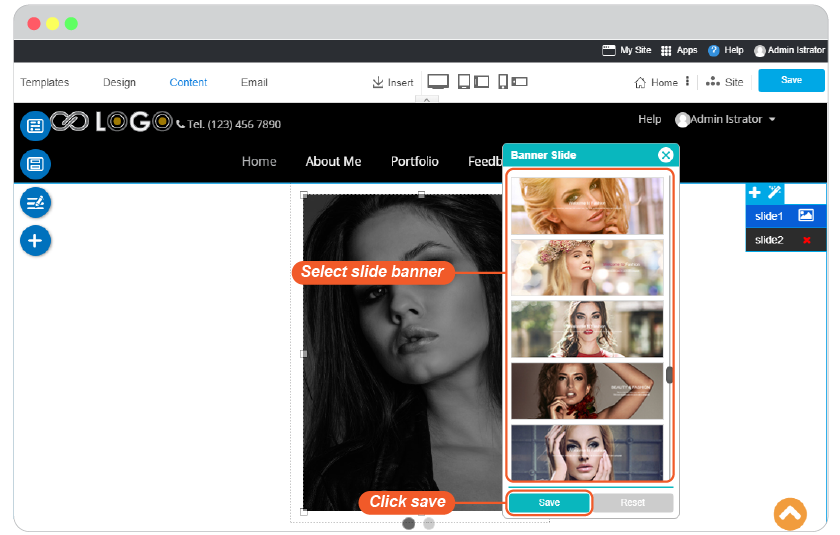 My Site Apps ? Help Admin Istrator
Templates Design Content Email Insert Home Site Save
LOGO Tel. (123) 456 7890 Help Admin Istrator
Home About Me Portfolio Feedb
Banner Slide
slide1
slide2
Select slide banner
BEAUTY & FASHION
Click save
Save Reset